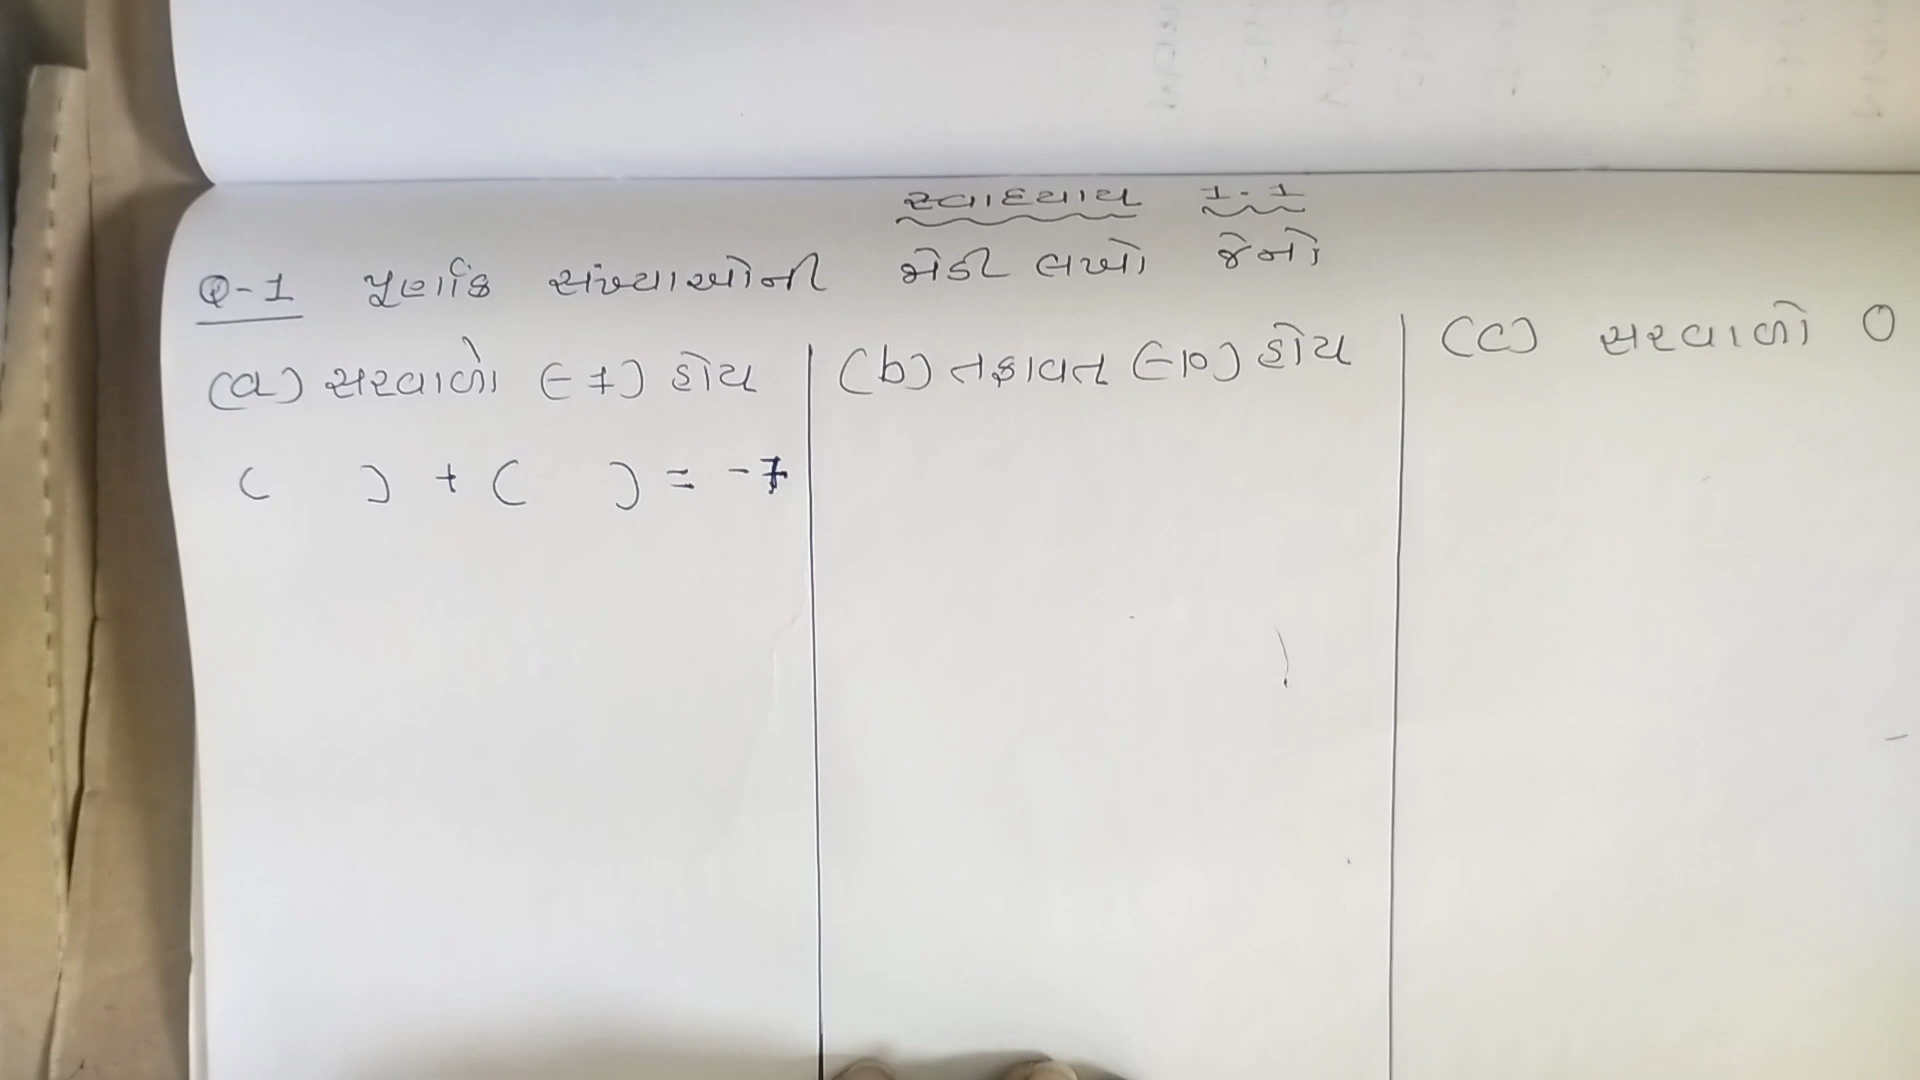 સ્વાધ્યાય 1.1
Q-1 પૂર્ણાંક સંખ્યાઓની જોડી લખો જેનો
(a) સરવાળો (-7) હોય
(b) તફાવત (-10) હોય
(c) સરવાળો 0
( ) + ( ) = -7